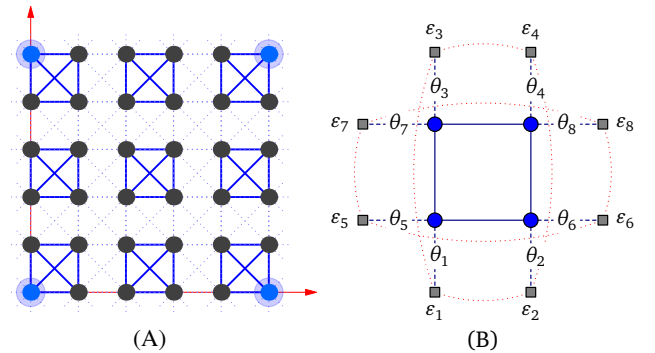 ε₃ ε₄
θ₃ θ₄
ε₇ θ₇ θ₈ ε₈
ε₅ θ₅ θ₆ ε₆
θ₁ θ₂
ε₁ ε₂
(A) (B)